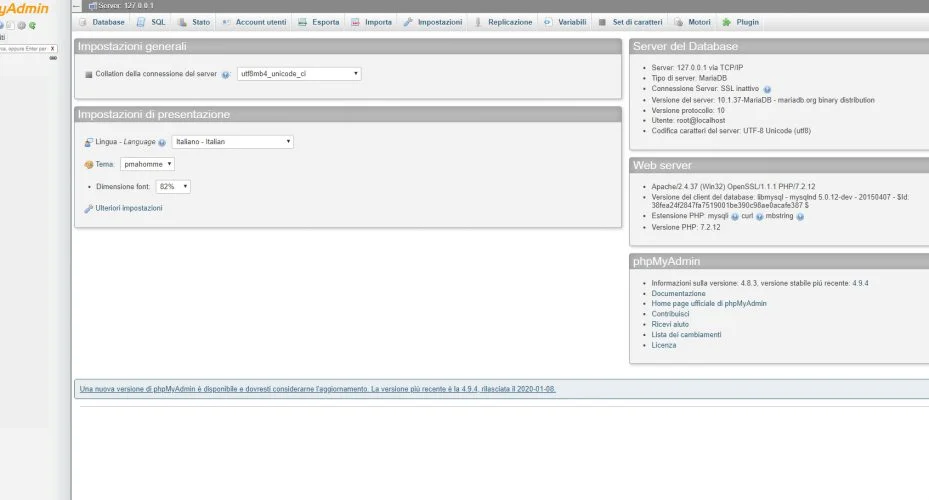 yAdmin
Server: 127.0.0.1
Database SQL Stato Account utenti Esporta Importa Impostazioni Replicazione Variabili Set di caratteri Motori Plugin
iti
oppure Enter per X
Impostazioni generali
Collation della connessione del server utf8mb4_unicode_ci
Impostazioni di presentazione
Lingua - Language Italiano - Italian
Tema: pmahomme
• Dimensione font: 82%
Ulteriori impostazioni
Server del Database
• Server: 127.0.0.1 via TCP/IP
• Tipo di server: MariaDB
• Connessione Server: SSL inattivo
• Versione del server: 10.1.37-MariaDB - mariadb.org binary distribution
• Versione protocollo: 10
• Utente: root@localhost
• Codifica caratteri del server: UTF-8 Unicode (utf8)
Web server
• Apache/2.4.37 (Win32) OpenSSL/1.1.1 PHP/7.2.12
• Versione del client del database: libmysql - mysqlnd 5.0.12-dev - 20150407 - $Id:
38fea24f2847fa7519001be390c98ae0acafe387 $
• Estensione PHP: mysqli curl mbstring
• Versione PHP: 7.2.12
phpMyAdmin
• Informazioni sulla versione: 4.8.3, versione stabile più recente: 4.9.4
• Documentazione
• Home page ufficiale di phpMyAdmin
• Contribuisci
• Ricevi aiuto
• Lista dei cambiamenti
• Licenza
Una nuova versione di phpMyAdmin è disponibile e dovresti considerarne l'aggiornamento. La versione più recente è la 4.9.4, rilasciata il 2020-01-08.